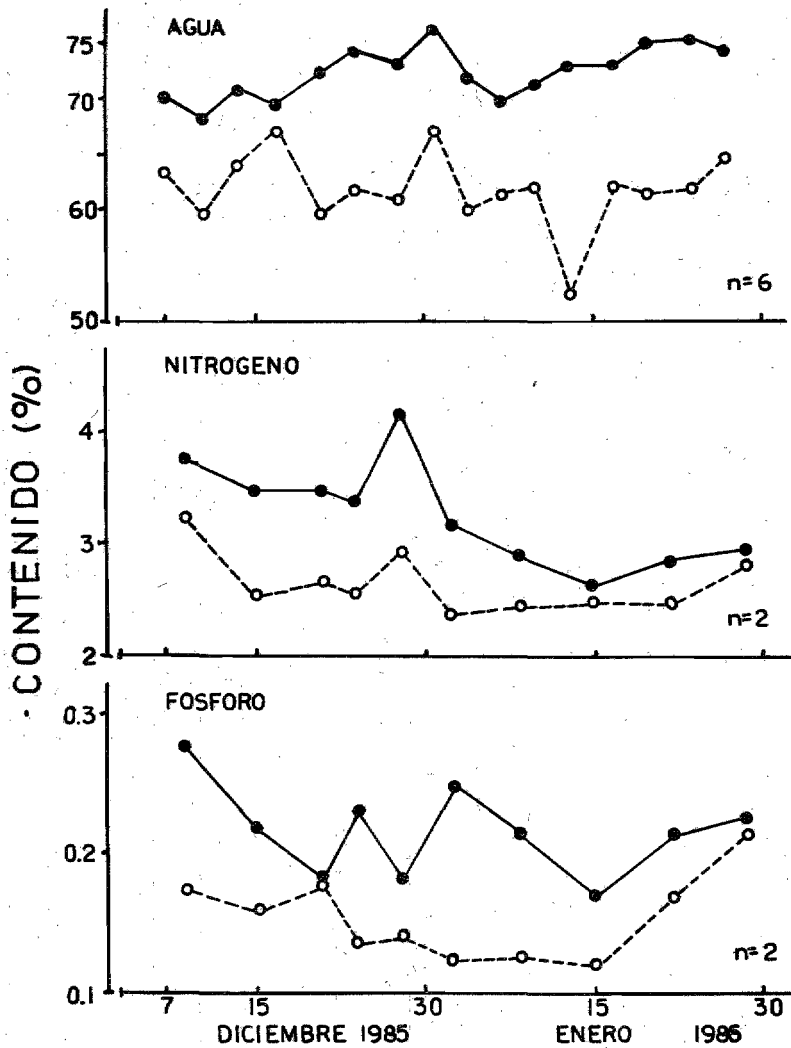 AGUA
75
70
60
50
n=6
CONTENIDO (%)
NITROGENO
4
3
2
n=2
FOSFORO
0.3
0.2
0.1
n=2
7 15 30 15 30
DICIEMBRE 1985 ENERO 1986